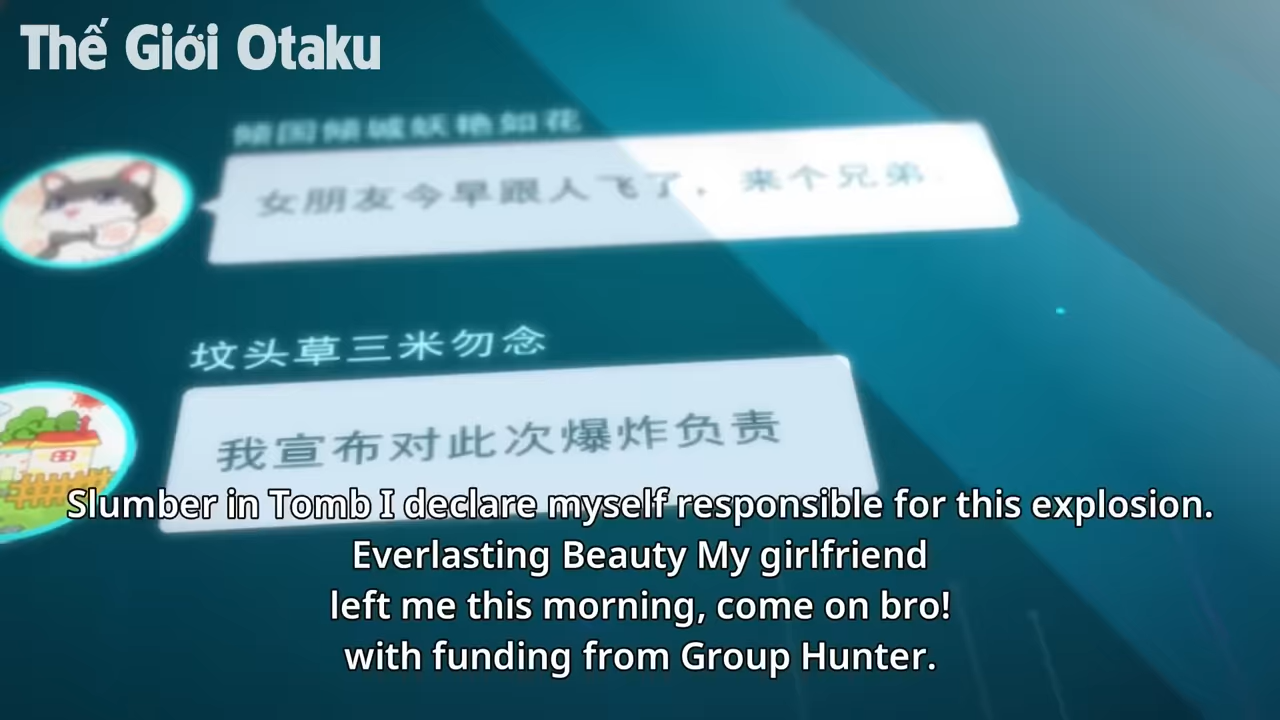 Thế Giới Otaku
倾国倾城妖艳如花
女朋友今早跟人飞了，来个兄弟
坟头草三米勿念
我宣布对此次爆炸负责
Slumber in Tomb I declare myself responsible for this explosion.
Everlasting Beauty My girlfriend
left me this morning, come on bro!
with funding from Group Hunter.